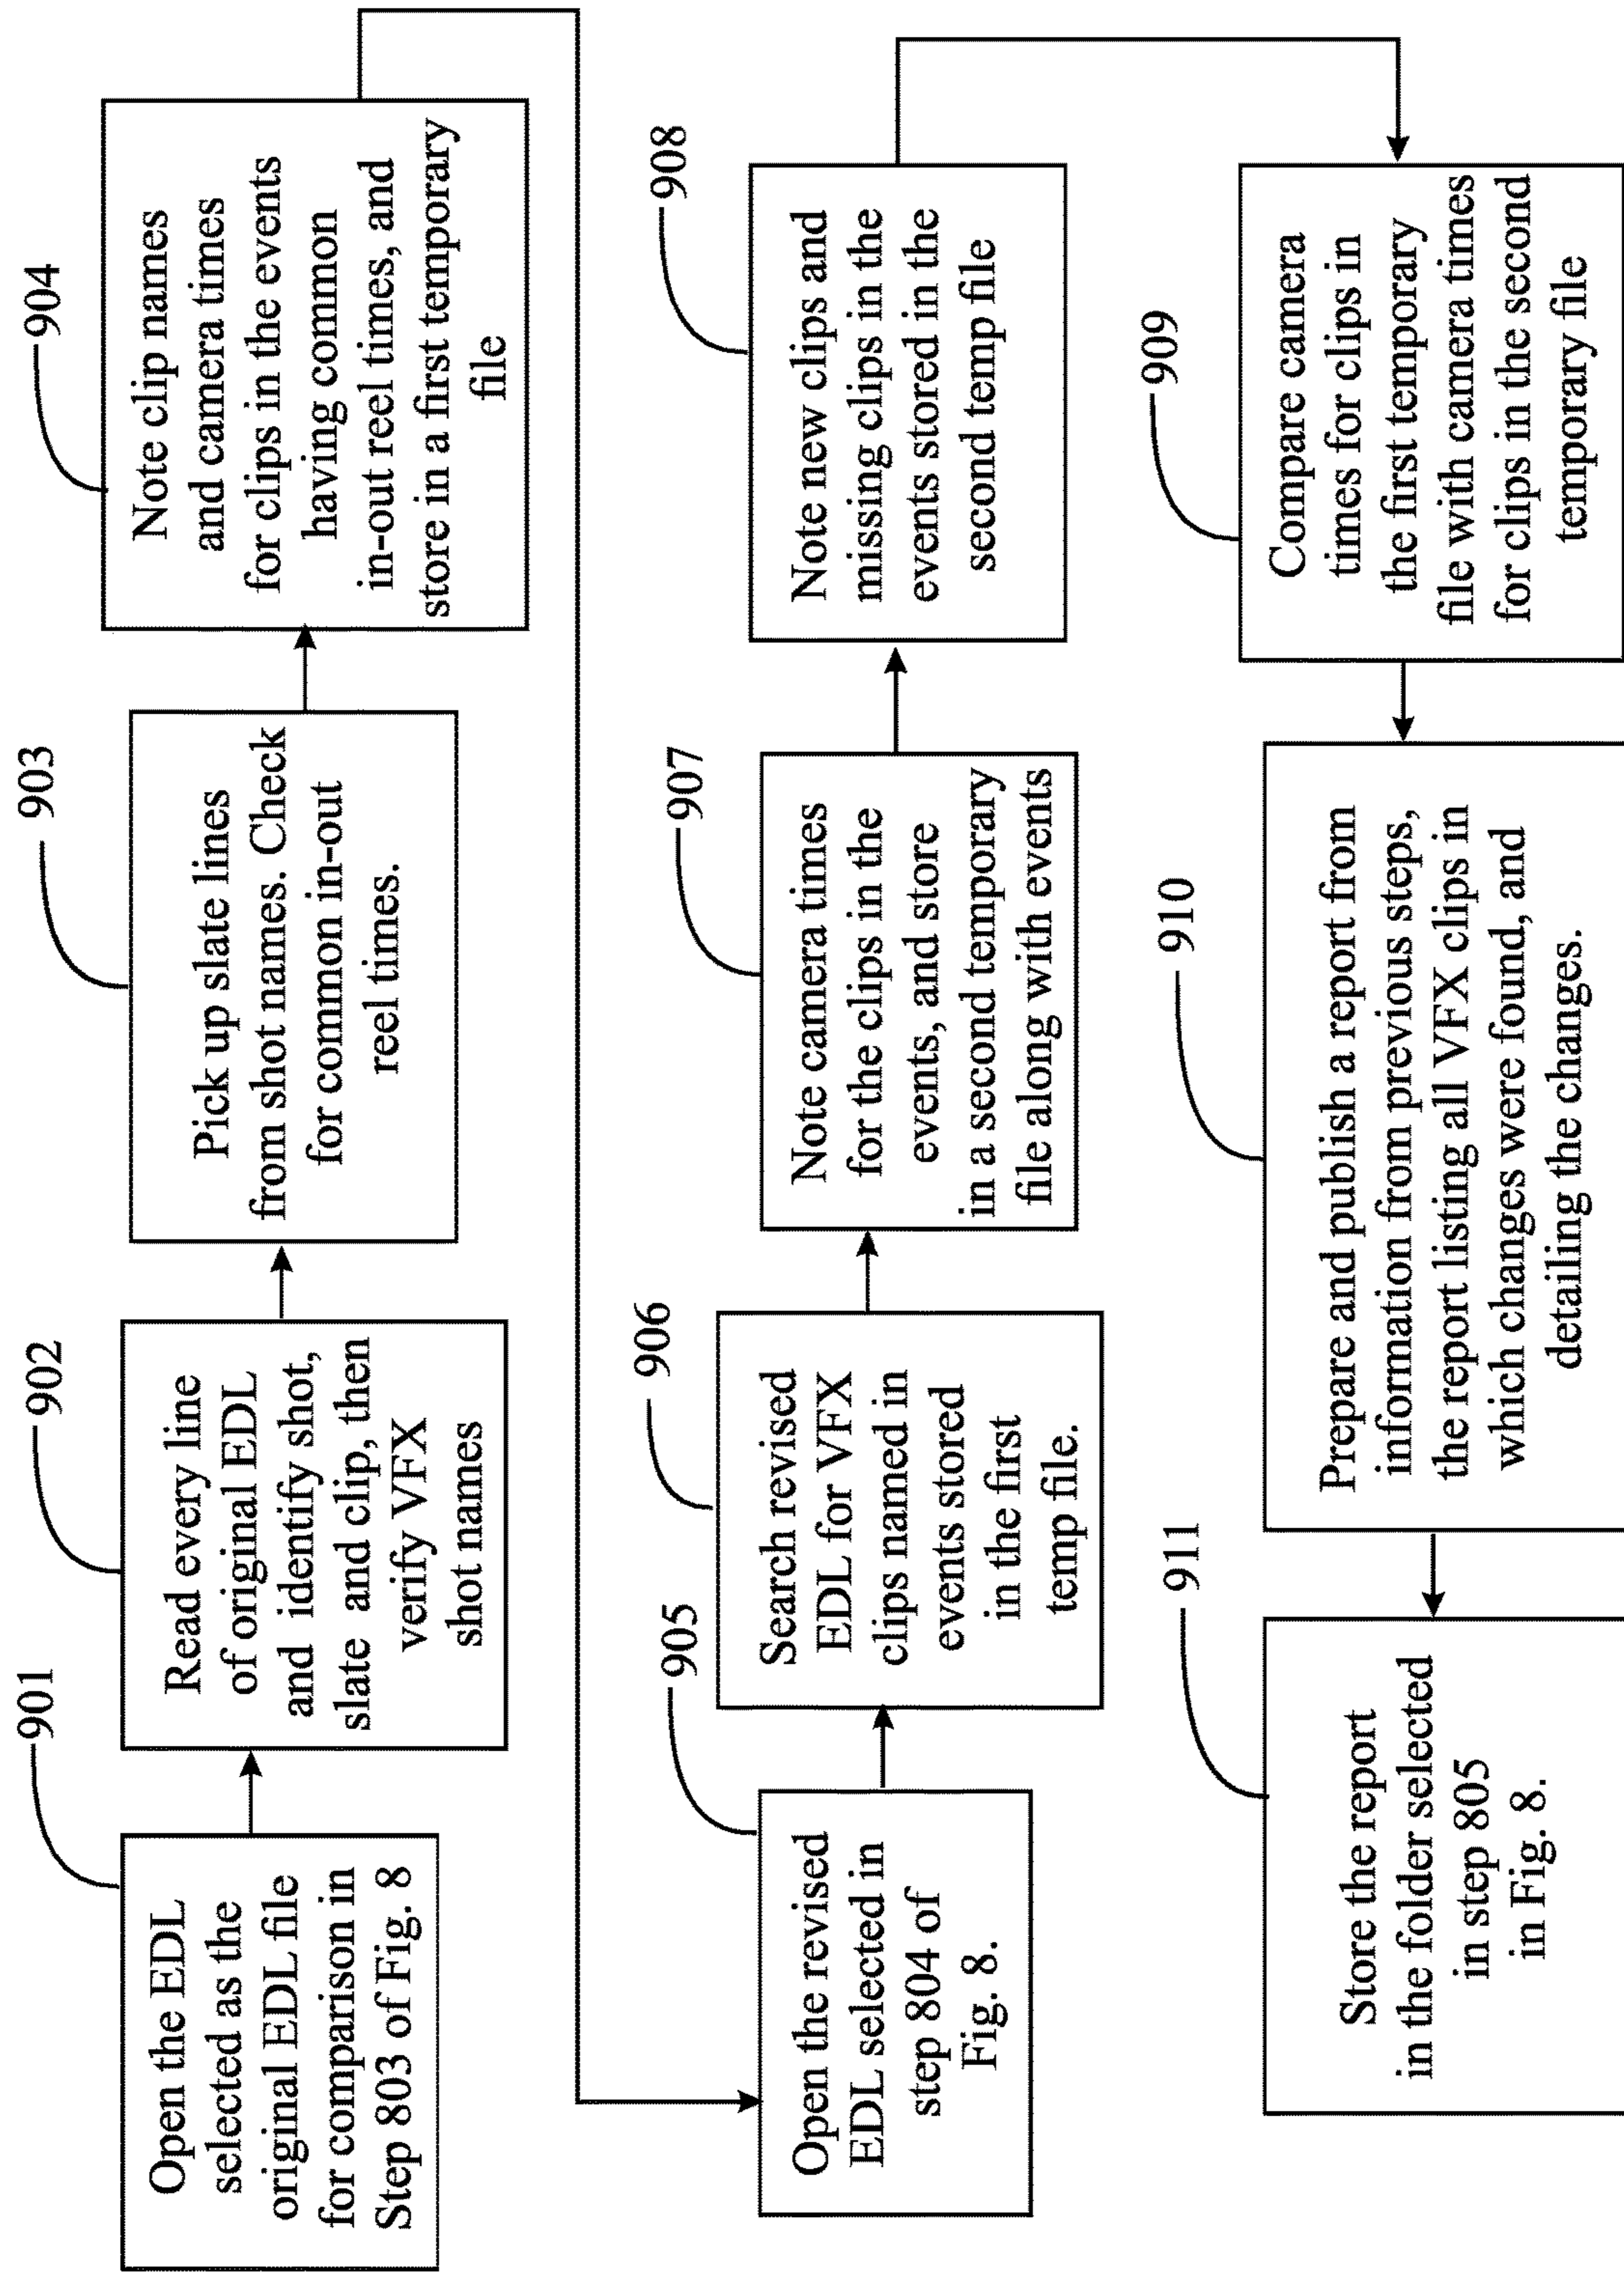 901
Open the EDL
selected as the
original EDL file
for comparison in
Step 803 of Fig. 8
902
Read every line
of original EDL
and identify shot,
slate and clip, then
verify VFX
shot names
903
Pick up slate lines
from shot names. Check
for common in-out
reel times.
904
Note clip names
and camera times
for clips in the events
having common
in-out reel times, and
store in a first temporary
file
905
Open the revised
EDL selected in
step 804 of
Fig. 8.
906
Search revised
EDL for VFX
clips named in
events stored
in the first
temp file.
907
Note camera times
for the clips in the
events, and store
in a second temporary
file along with events
908
Note new clips and
missing clips in the
events stored in the
second temp file
909
Compare camera
times for clips in
the first temporary
file with camera times
for clips in the second
temporary file
910
Prepare and publish a report from
information from previous steps,
the report listing all VFX clips in
which changes were found, and
detailing the changes.
911
Store the report
in the folder selected
in step 805
in Fig. 8.